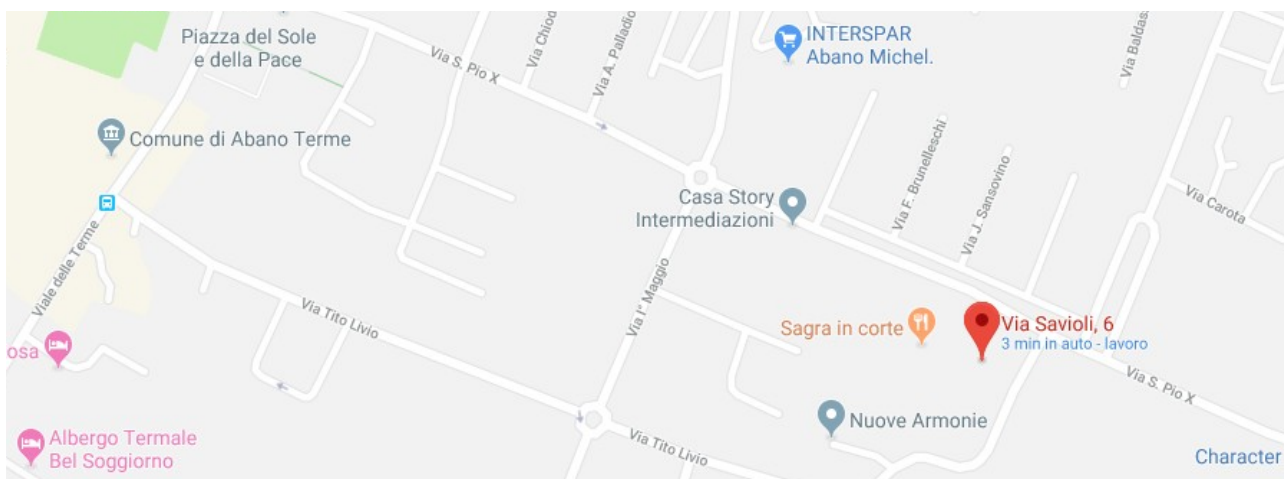 Piazza del Sole
e della Pace
Via S. Pio X
Via Chiod
Via A. Palladio
INTERSPAR
Abano Michel.
Via Baldas
Comune di Abano Terme
Casa Story
Intermediazioni
Via F. Brunelleschi
Via J. Sansovino
Via Carota
Viale delle Terme
Via Tito Livio
Via I° Maggio
Sagra in corte
Via Savioli, 6
3 min in auto - lavoro
osa
Via S. Pio X
Nuove Armonie
Albergo Termale
Bel Soggiorno
Via Tito Livio
Character